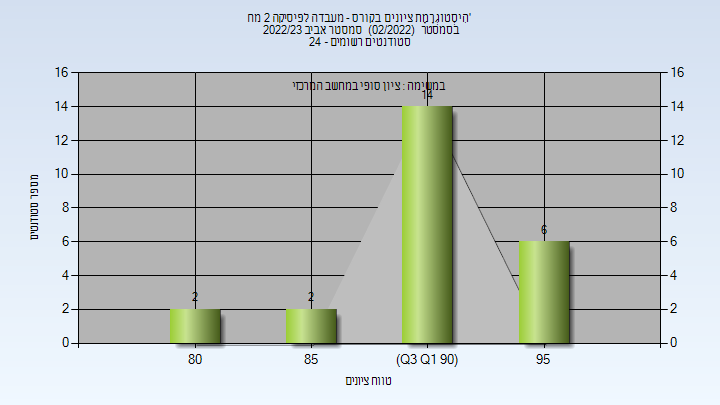 היסטוגרמת ציונים בקורס - מעבדה לפיסיקה 2 מח'
בסמסטר (02/2022) סמסטר אביב 2022/23
סטודנטים רשומים - 24
במשימה : ציון סופי במחשב המרכזי
16 16
14 14
12 12
10 10
8 8
6 6
4 4
2 2
0 0
2 2 14 6
80 85 (Q3 Q1 90) 95
מספר סטודנטים
טווח ציונים